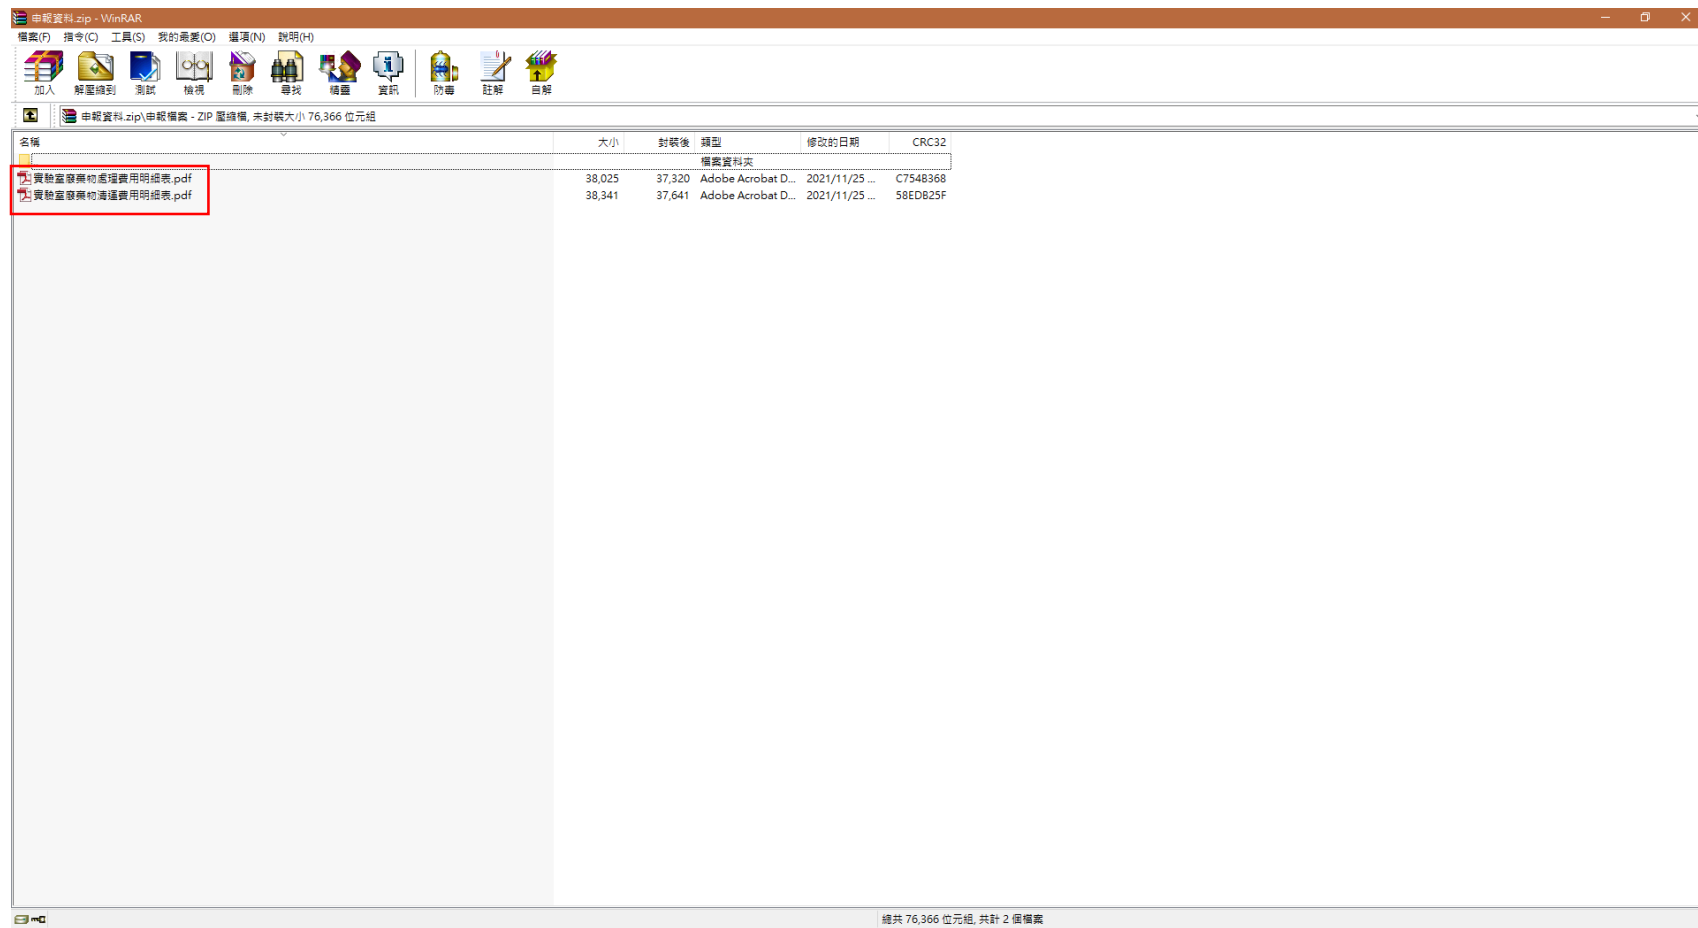 申報資料.zip - WinRAR
檔案(F) 指令(C) 工具(S) 我的最愛(O) 選項(N) 說明(H)
加入 解壓縮到 測試 檢視 刪除 尋找 精靈 資訊 防毒 註解 自解
申報資料.zip\申報檔案 - ZIP 壓縮檔, 未封裝大小 76,366 位元組
名稱 大小 封裝後 類型 修改的日期 CRC32
.. 檔案資料夾
實驗室廢棄物處理費用明細表.pdf 38,025 37,320 Adobe Acrobat D... 2021/11/25 ... C754B368
實驗室廢棄物清運費用明細表.pdf 38,341 37,641 Adobe Acrobat D... 2021/11/25 ... 58EDB25F
總共 76,366 位元組, 共計 2 個檔案